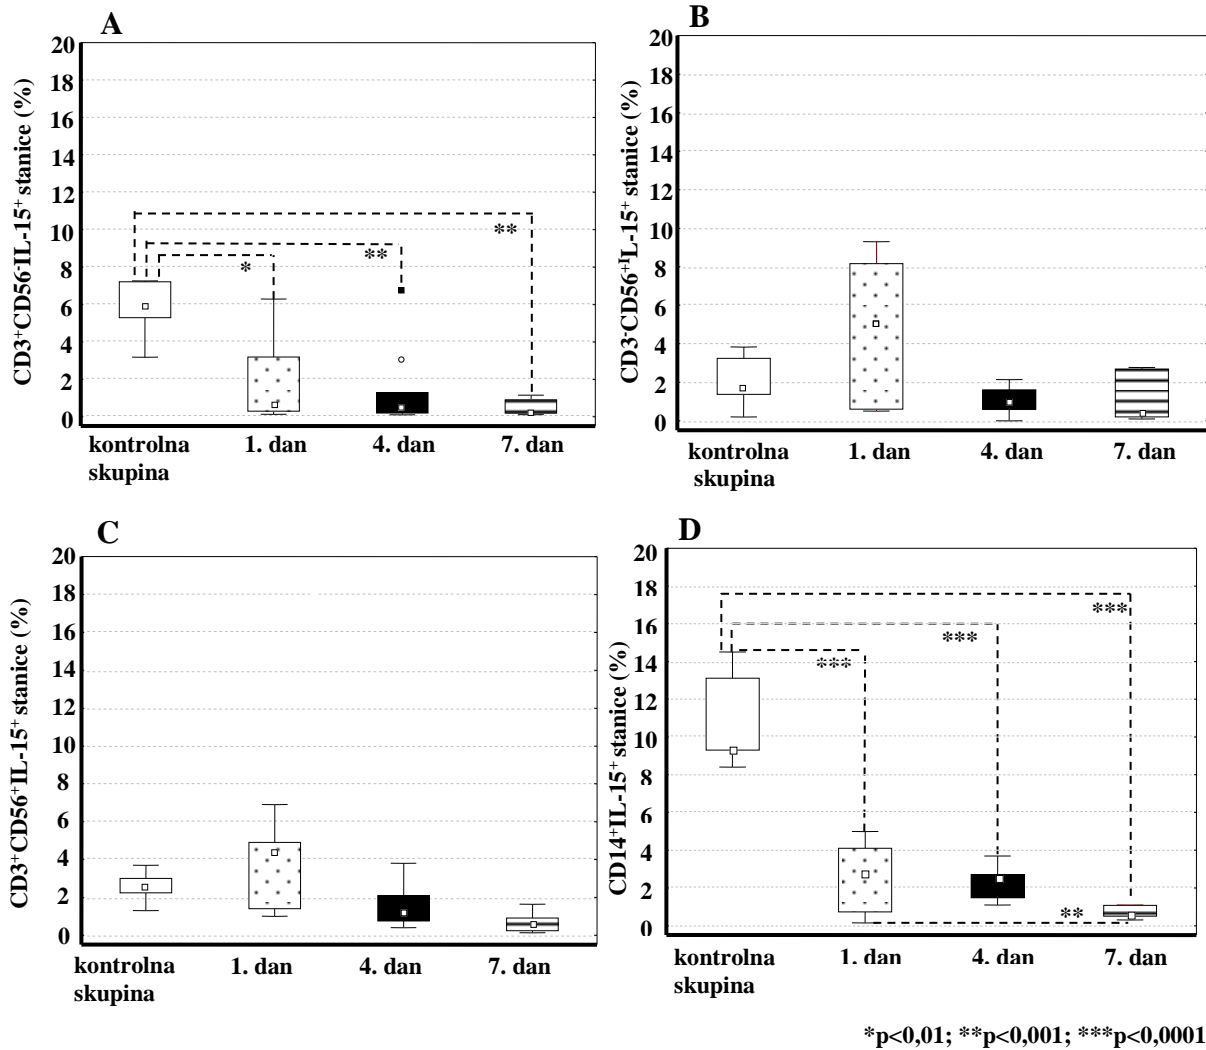 A
CD3⁺CD56⁻IL-15⁺ stanice (%)
20
18
16
14
12
10
8
6
4
2
0
**
**
*
kontrolna skupina
1. dan
4. dan
7. dan
B
CD3⁻CD56⁺IL-15⁺ stanice (%)
20
18
16
14
12
10
8
6
4
2
0
kontrolna skupina
1. dan
4. dan
7. dan
C
CD3⁺CD56⁺IL-15⁺ stanice (%)
20
18
16
14
12
10
8
6
4
2
0
kontrolna skupina
1. dan
4. dan
7. dan
D
CD14⁺IL-15⁺ stanice (%)
20
18
16
14
12
10
8
6
4
2
0
***
***
***
**
kontrolna skupina
1. dan
4. dan
7. dan
*p<0,01; **p<0,001; ***p<0,0001